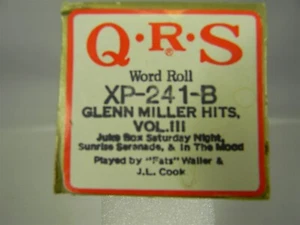 Q·R·S
Word Roll
XP-241-B
GLENN MILLER HITS,
VOL.III
Juke Box Saturday Night,
Sunrise Serenade, & In The Mood
Played by "Fats" Waller &
J.L. Cook